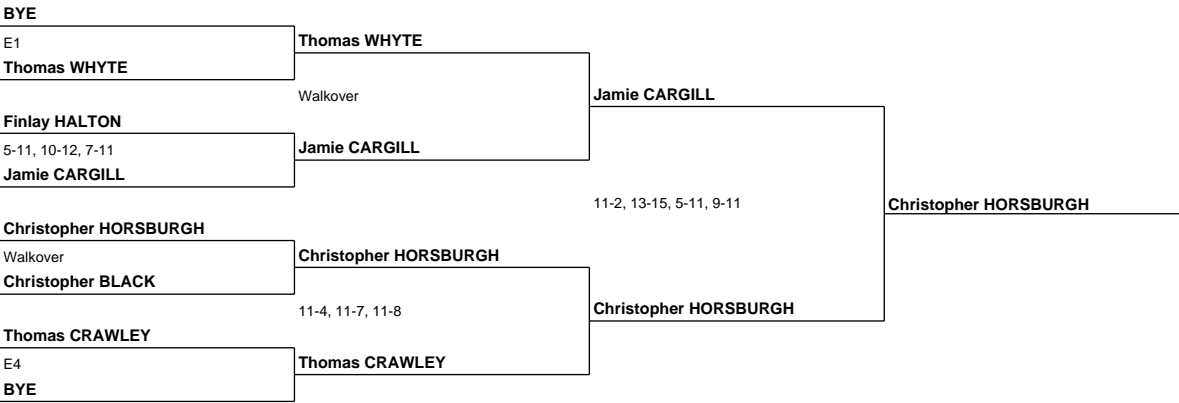 BYE
E1
Thomas WHYTE
Thomas WHYTE
Walkover
Jamie CARGILL
Finlay HALTON
5-11, 10-12, 7-11
Jamie CARGILL
Jamie CARGILL
11-2, 13-15, 5-11, 9-11
Christopher HORSBURGH
Christopher HORSBURGH
Walkover
Christopher BLACK
Christopher HORSBURGH
11-4, 11-7, 11-8
Christopher HORSBURGH
Thomas CRAWLEY
E4
BYE
Thomas CRAWLEY